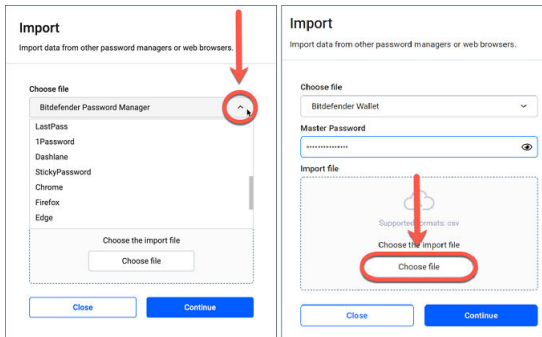 Import
Import data from other password managers or web browsers.
Choose file
Bitdefender Password Manager
LastPass
1Password
Dashlane
StickyPassword
Chrome
Firefox
Edge
Choose the import file
Choose file
Close
Continue
Import
Import data from other password managers or web browsers.
Choose file
Bitdefender Wallet
Master Password
Import file
Supported formats: csv
Choose the import file
Choose file
Close
Continue